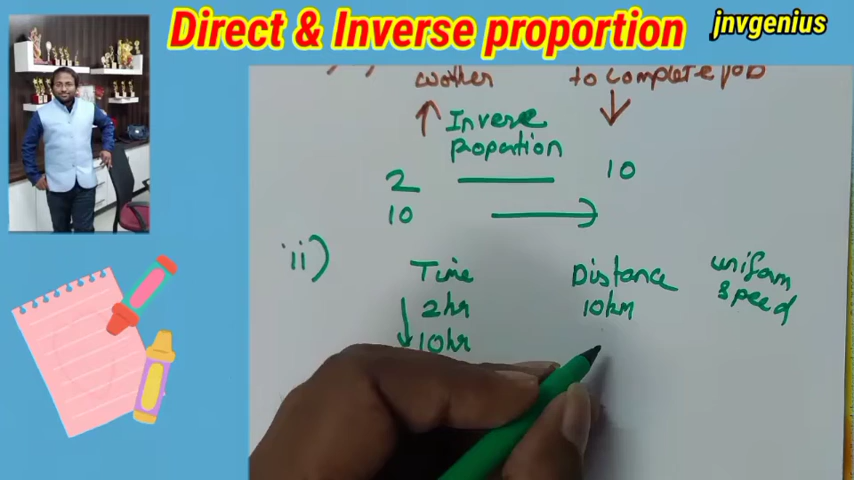 Direct & Inverse proportion
jnvgenius
worker to complete job
Inverse
propation
2 10
10
ii)
Time Distance uniform
speed
2hr 10km
10hr